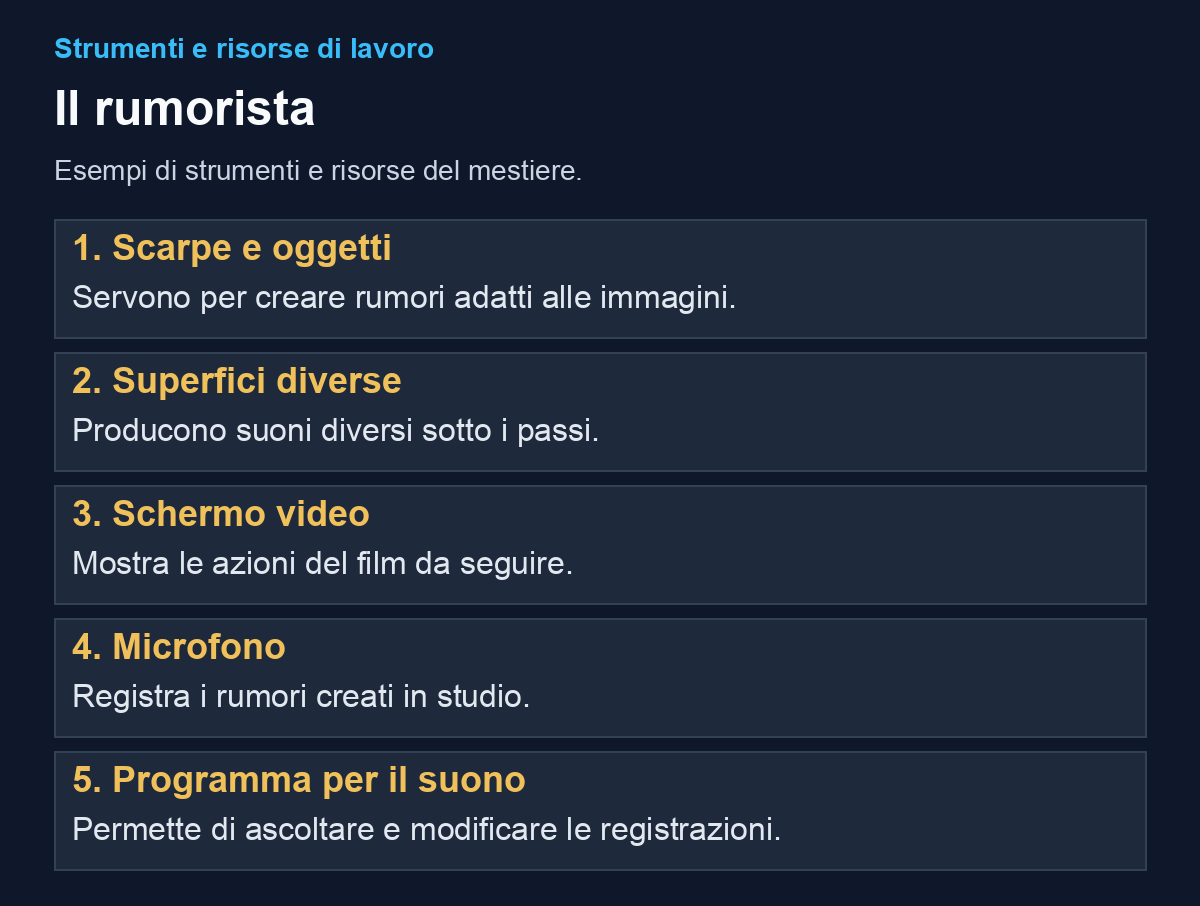 Strumenti e risorse di lavoro
Il rumorista
Esempi di strumenti e risorse del mestiere.
1. Scarpe e oggetti
Servono per creare rumori adatti alle immagini.
2. Superfici diverse
Producono suoni diversi sotto i passi.
3. Schermo video
Mostra le azioni del film da seguire.
4. Microfono
Registra i rumori creati in studio.
5. Programma per il suono
Permette di ascoltare e modificare le registrazioni.